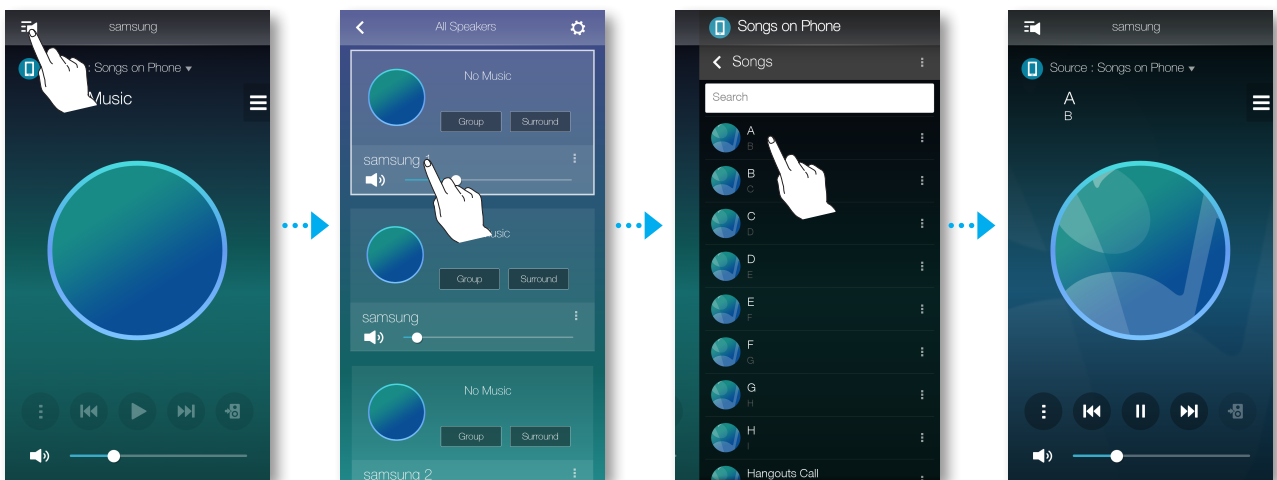 samsung
: Songs on Phone
Music
All Speakers
No Music
Group Surround
samsung 1
Group Surround
samsung
No Music
Group Surround
samsung 2
Songs on Phone
Songs
Search
A
B
B
C
C
D
D
E
E
F
F
G
G
H
H
I
Hangouts Call
samsung
Source : Songs on Phone
A
B